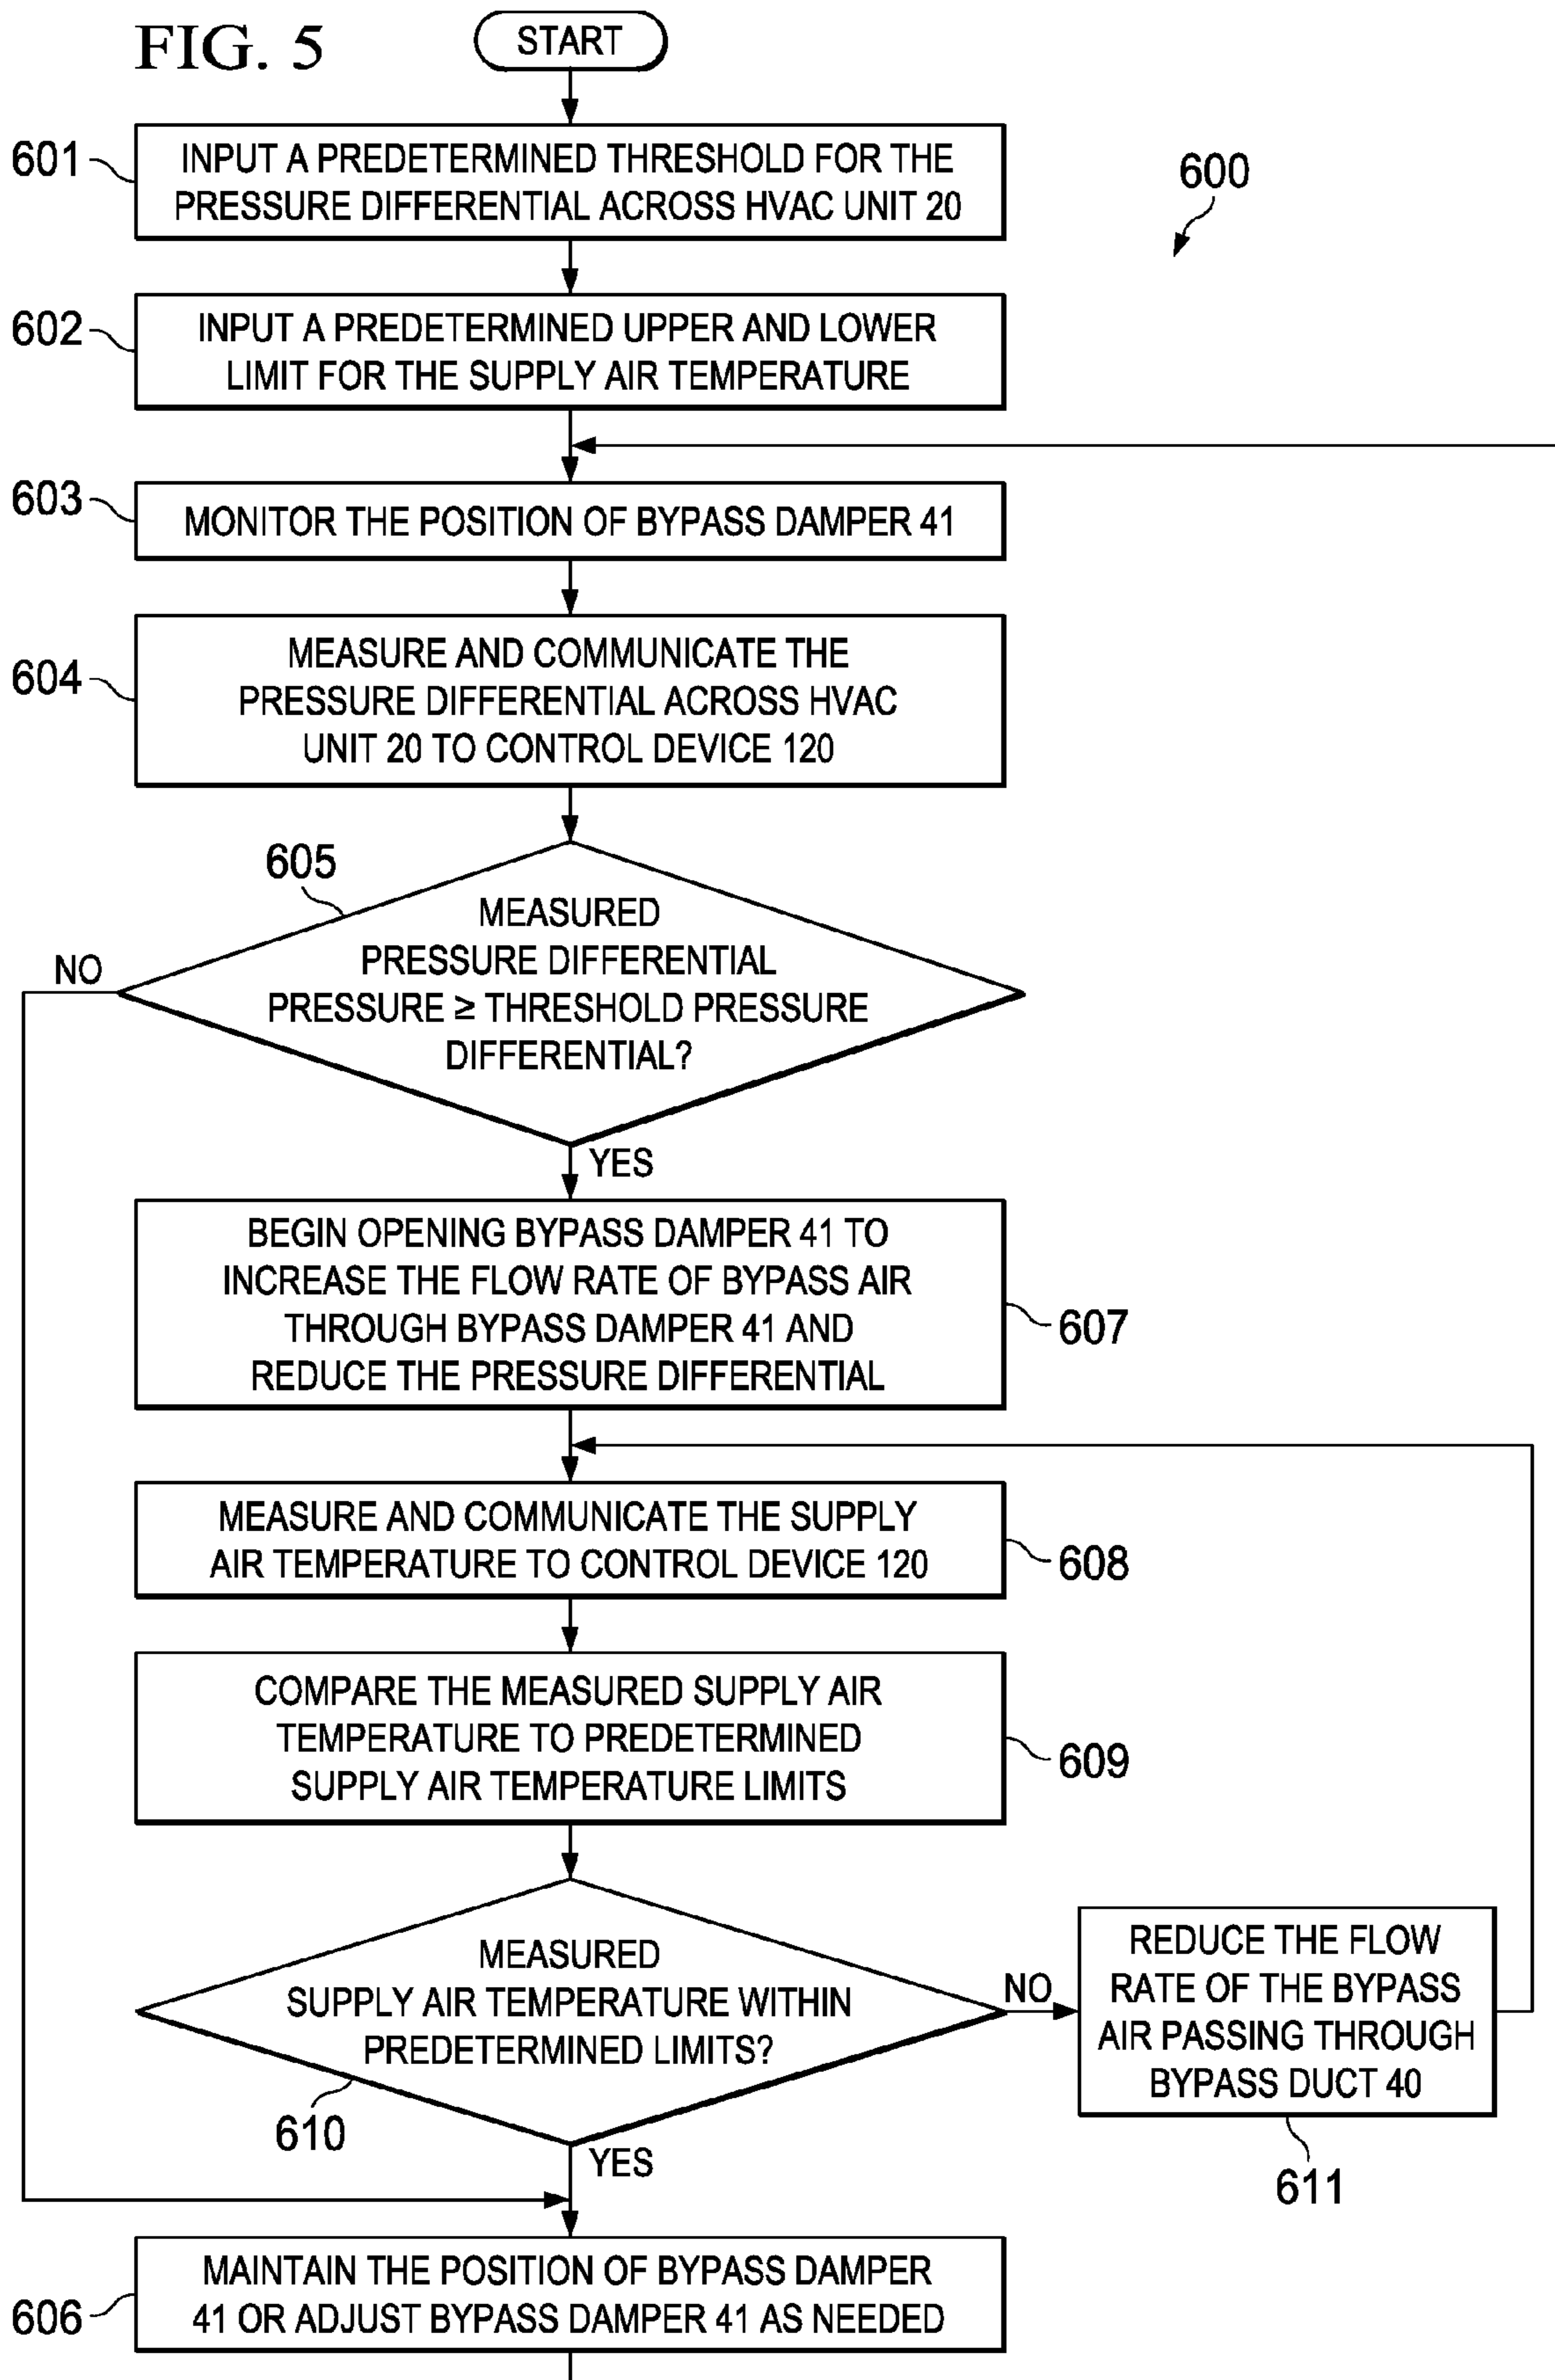 FIG. 5
START
600
601
INPUT A PREDETERMINED THRESHOLD FOR THE
PRESSURE DIFFERENTIAL ACROSS HVAC UNIT 20
602
INPUT A PREDETERMINED UPPER AND LOWER
LIMIT FOR THE SUPPLY AIR TEMPERATURE
603
MONITOR THE POSITION OF BYPASS DAMPER 41
604
MEASURE AND COMMUNICATE THE
PRESSURE DIFFERENTIAL ACROSS HVAC
UNIT 20 TO CONTROL DEVICE 120
605
MEASURED
PRESSURE DIFFERENTIAL
PRESSURE ≥ THRESHOLD PRESSURE
DIFFERENTIAL?
NO
YES
BEGIN OPENING BYPASS DAMPER 41 TO
INCREASE THE FLOW RATE OF BYPASS AIR
THROUGH BYPASS DAMPER 41 AND
REDUCE THE PRESSURE DIFFERENTIAL
607
MEASURE AND COMMUNICATE THE SUPPLY
AIR TEMPERATURE TO CONTROL DEVICE 120
608
COMPARE THE MEASURED SUPPLY AIR
TEMPERATURE TO PREDETERMINED
SUPPLY AIR TEMPERATURE LIMITS
609
MEASURED
SUPPLY AIR TEMPERATURE WITHIN
PREDETERMINED LIMITS?
610
NO
REDUCE THE FLOW
RATE OF THE BYPASS
AIR PASSING THROUGH
BYPASS DUCT 40
611
YES
606
MAINTAIN THE POSITION OF BYPASS DAMPER
41 OR ADJUST BYPASS DAMPER 41 AS NEEDED